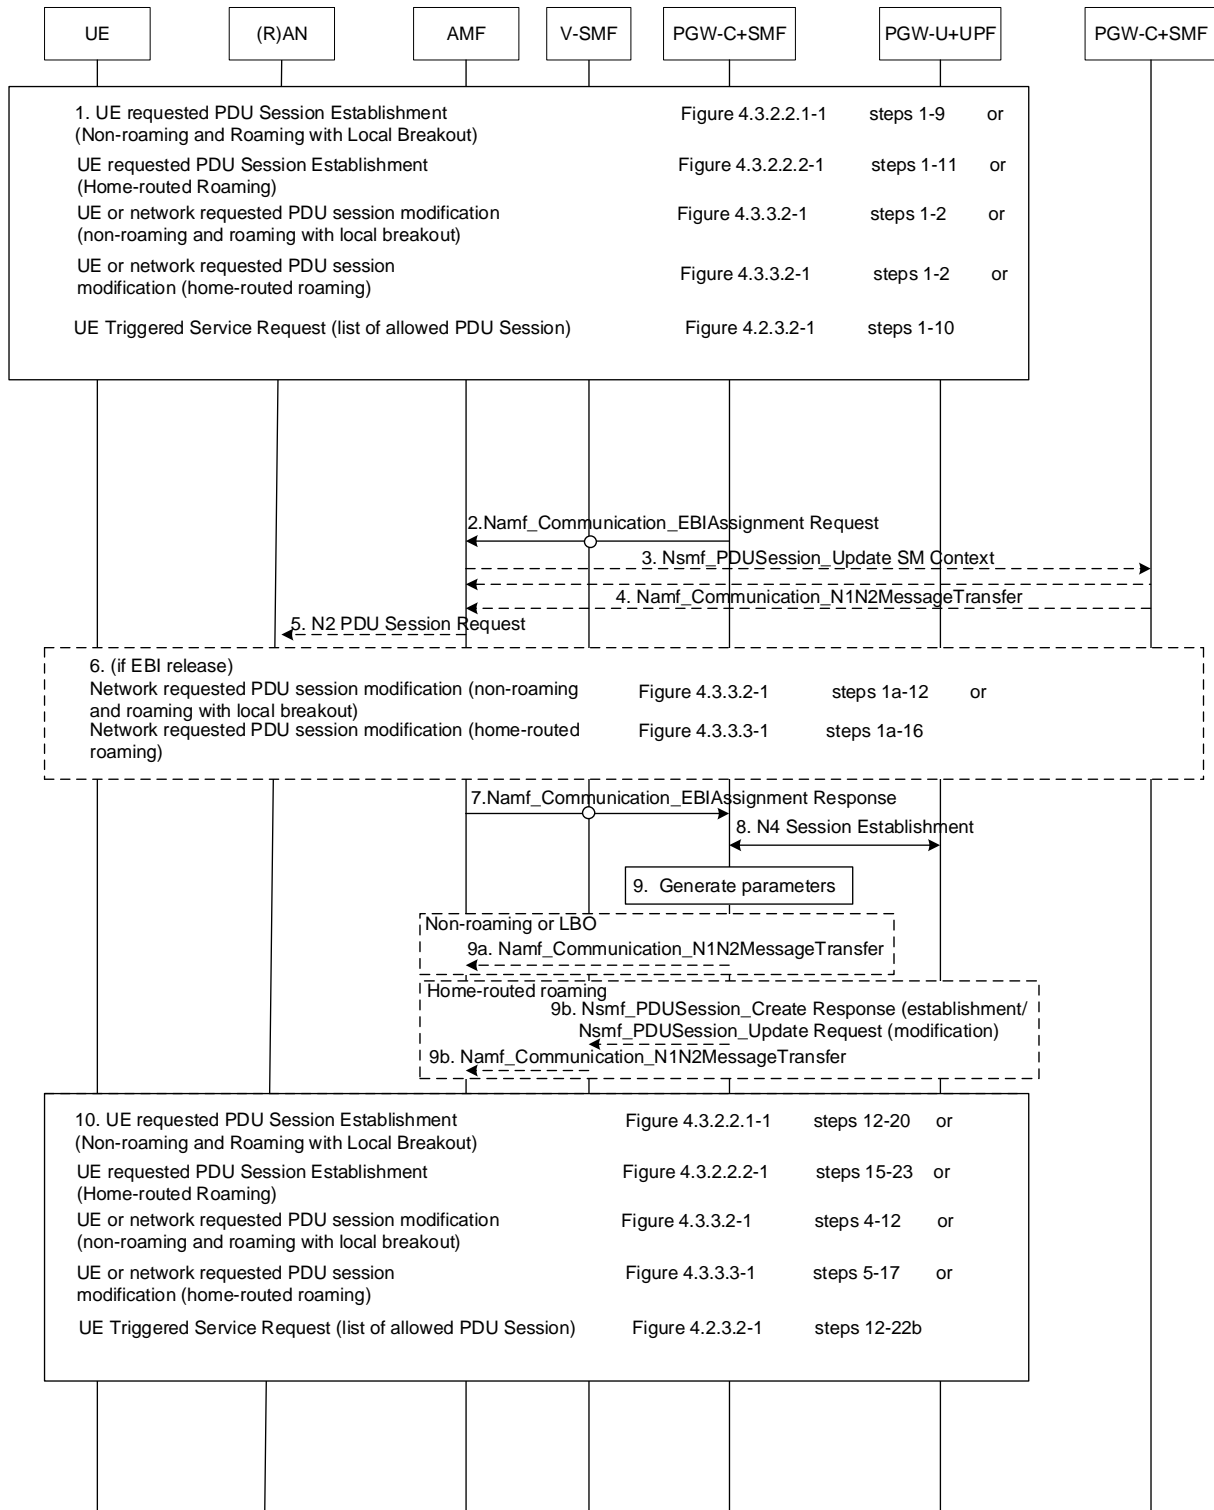 UE
(R)AN
AMF
V-SMF
PGW-C+SMF
PGW-U+UPF
PGW-C+SMF
1. UE requested PDU Session Establishment Figure 4.3.2.2.1-1 steps 1-9 or
(Non-roaming and Roaming with Local Breakout)
UE requested PDU Session Establishment Figure 4.3.2.2.2-1 steps 1-11 or
(Home-routed Roaming)
UE or network requested PDU session modification Figure 4.3.3.2-1 steps 1-2 or
(non-roaming and roaming with local breakout)
UE or network requested PDU session
modification (home-routed roaming) Figure 4.3.3.2-1 steps 1-2 or
UE Triggered Service Request (list of allowed PDU Session) Figure 4.2.3.2-1 steps 1-10
2.Namf_Communication_EBIAssignment Request
3. Nsmf_PDUSession_Update SM Context
4. Namf_Communication_N1N2MessageTransfer
5. N2 PDU Session Request
6. (if EBI release)
Network requested PDU session modification (non-roaming Figure 4.3.3.2-1 steps 1a-12 or
and roaming with local breakout)
Network requested PDU session modification (home-routed Figure 4.3.3.3-1 steps 1a-16
roaming)
7.Namf_Communication_EBIAssignment Response
8. N4 Session Establishment
9. Generate parameters
Non-roaming or LBO
9a. Namf_Communication_N1N2MessageTransfer
Home-routed roaming
9b. Nsmf_PDUSession_Create Response (establishment/
Nsmf_PDUSession_Update Request (modification)
9b. Namf_Communication_N1N2MessageTransfer
10. UE requested PDU Session Establishment Figure 4.3.2.2.1-1 steps 12-20 or
(Non-roaming and Roaming with Local Breakout)
UE requested PDU Session Establishment Figure 4.3.2.2.2-1 steps 15-23 or
(Home-routed Roaming)
UE or network requested PDU session modification Figure 4.3.3.2-1 steps 4-12 or
(non-roaming and roaming with local breakout)
UE or network requested PDU session Figure 4.3.3.3-1 steps 5-17 or
modification (home-routed roaming)
UE Triggered Service Request (list of allowed PDU Session) Figure 4.2.3.2-1 steps 12-22b